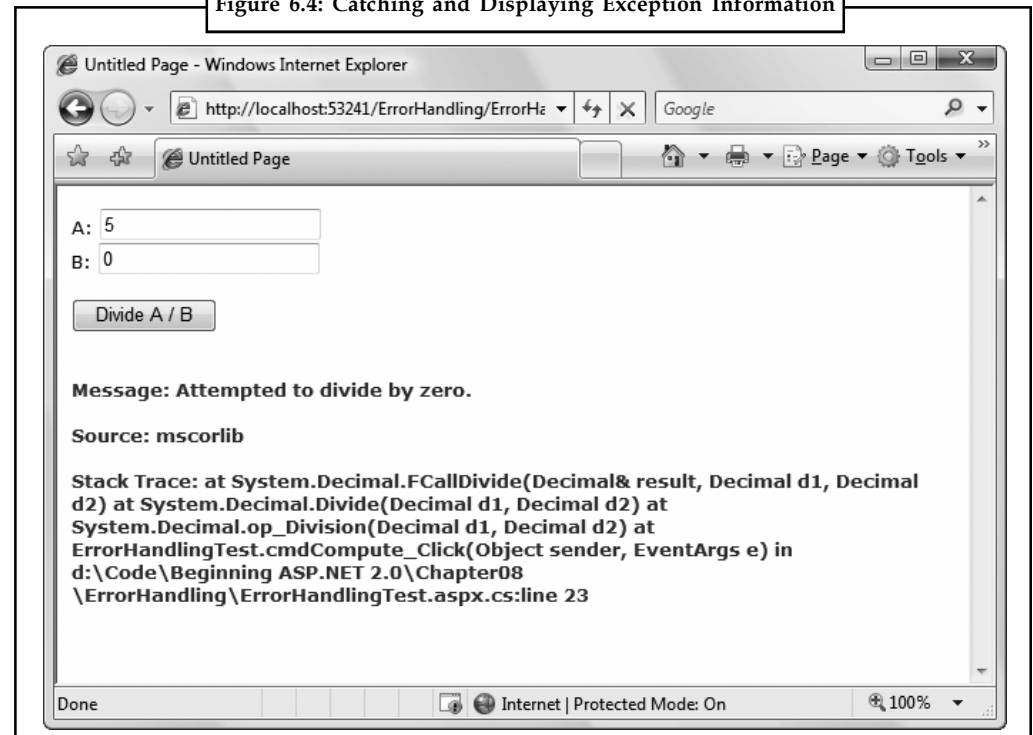 Figure 6.4: Catching and Displaying Exception Information
Untitled Page - Windows Internet Explorer
http://localhost:53241/ErrorHandling/ErrorHa
Google
Untitled Page
Page
Tools
A: 5
B: 0
Divide A / B
Message: Attempted to divide by zero.
Source: mscorlib
Stack Trace: at System.Decimal.FCallDivide(Decimal& result, Decimal d1, Decimal
d2) at System.Decimal.Divide(Decimal d1, Decimal d2) at
System.Decimal.op_Division(Decimal d1, Decimal d2) at
ErrorHandlingTest.cmdCompute_Click(Object sender, EventArgs e) in
d:\Code\Beginning ASP.NET 2.0\Chapter08
\ErrorHandling\ErrorHandlingTest.aspx.cs:line 23
Done
Internet | Protected Mode: On
100%